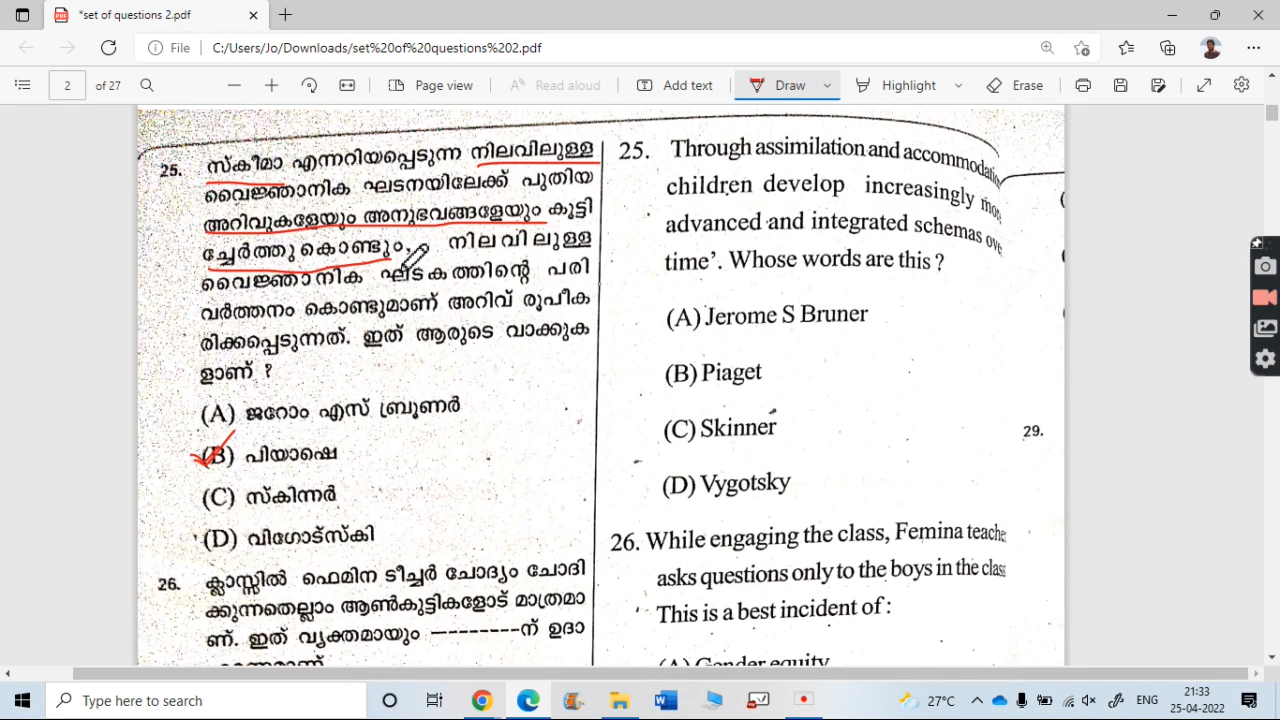 *set of questions 2.pdf
File
C:/Users/Jo/Downloads/set%20of%20questions%202.pdf
2
of 27
Page view
Read aloud
Add text
Draw
Highlight
Erase
25. സ്കീമാ എന്നറിയപ്പെടുന്ന നിലവിലുള്ള
വൈജ്ഞാനിക ഘടനയിലേക്ക് പുതിയ
അറിവുകളേയും അനുഭവങ്ങളേയും കൂട്ടി
ച്ചേർത്തുകൊണ്ടും, നിലവിലുള്ള
വൈജ്ഞാനിക ഘടകത്തിന്റെ പരി
വർത്തനം കൊണ്ടുമാണ് അറിവ് രൂപീക
രിക്കപ്പെടുന്നത്. ഇത് ആരുടെ വാക്കുക
ളാണ് ?
(A) ജറോം എസ് ബ്രൂണർ
(B) പിയാഷെ
(C) സ്കിന്നർ
(D) വിഗോട്സ്കി
26. ക്ലാസ്സിൽ ഫെമിന ടീച്ചർ ചോദ്യം ചോദി
ക്കുന്നതെല്ലാം ആൺകുട്ടികളോട് മാത്രമാ
ണ്. ഇത് വ്യക്തമായും ---------ന് ഉദാ
25. Through assimilation and accommodation
children develop increasingly more
advanced and integrated schemas ove
time’. Whose words are this ?
(A) Jerome S Bruner
(B) Piaget
(C) Skinner
(D) Vygotsky
26. While engaging the class, Femina teache
asks questions only to the boys in the class
This is a best incident of :
(A) Gender equity
29.
Type here to search
27°C
ENG
21:33
25-04-2022